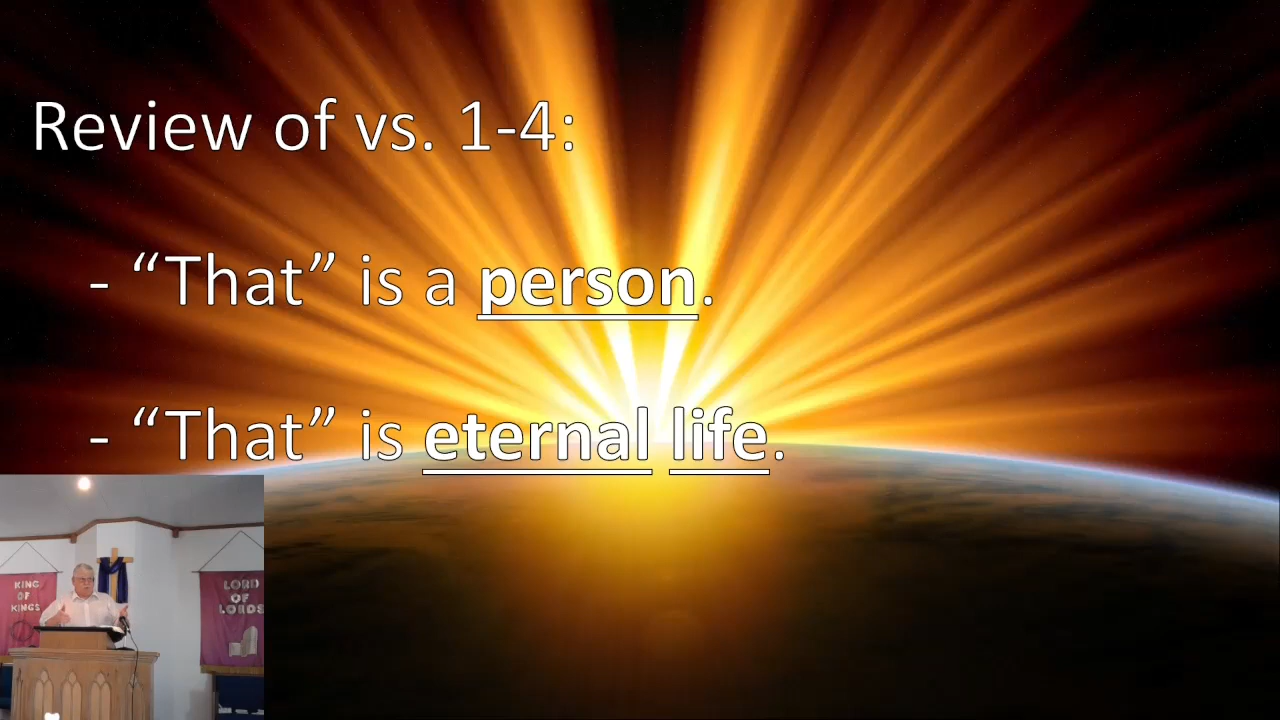 Review of vs. 1-4:
- “That” is a person.
- “That” is eternal life.
KING
OF
KINGS
LORD
OF
LORDS